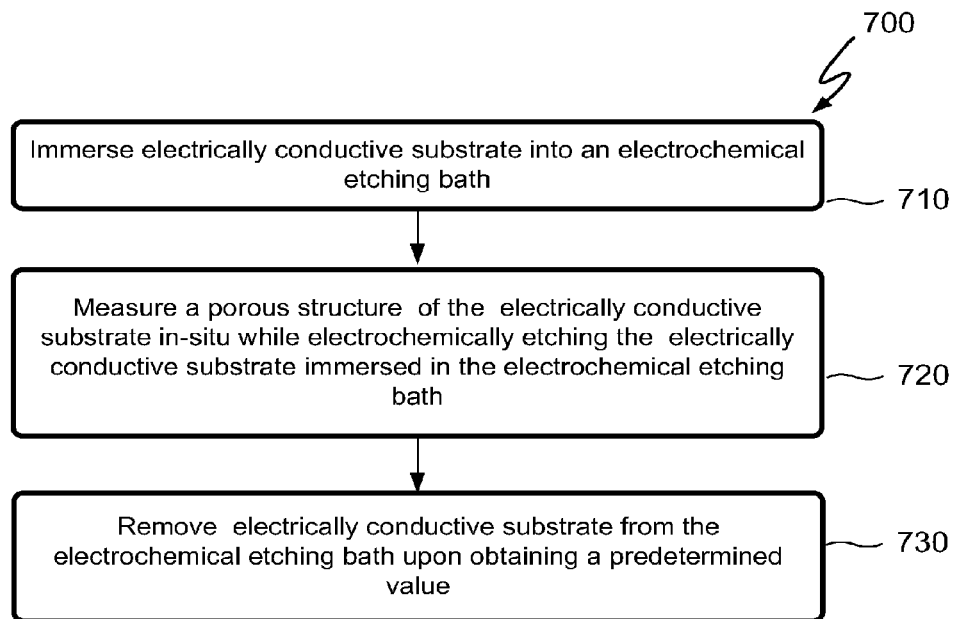 700
Immerse electrically conductive substrate into an electrochemical
etching bath
710
Measure a porous structure of the electrically conductive
substrate in-situ while electrochemically etching the electrically
conductive substrate immersed in the electrochemical etching
bath
720
Remove electrically conductive substrate from the
electrochemical etching bath upon obtaining a predetermined
value
730